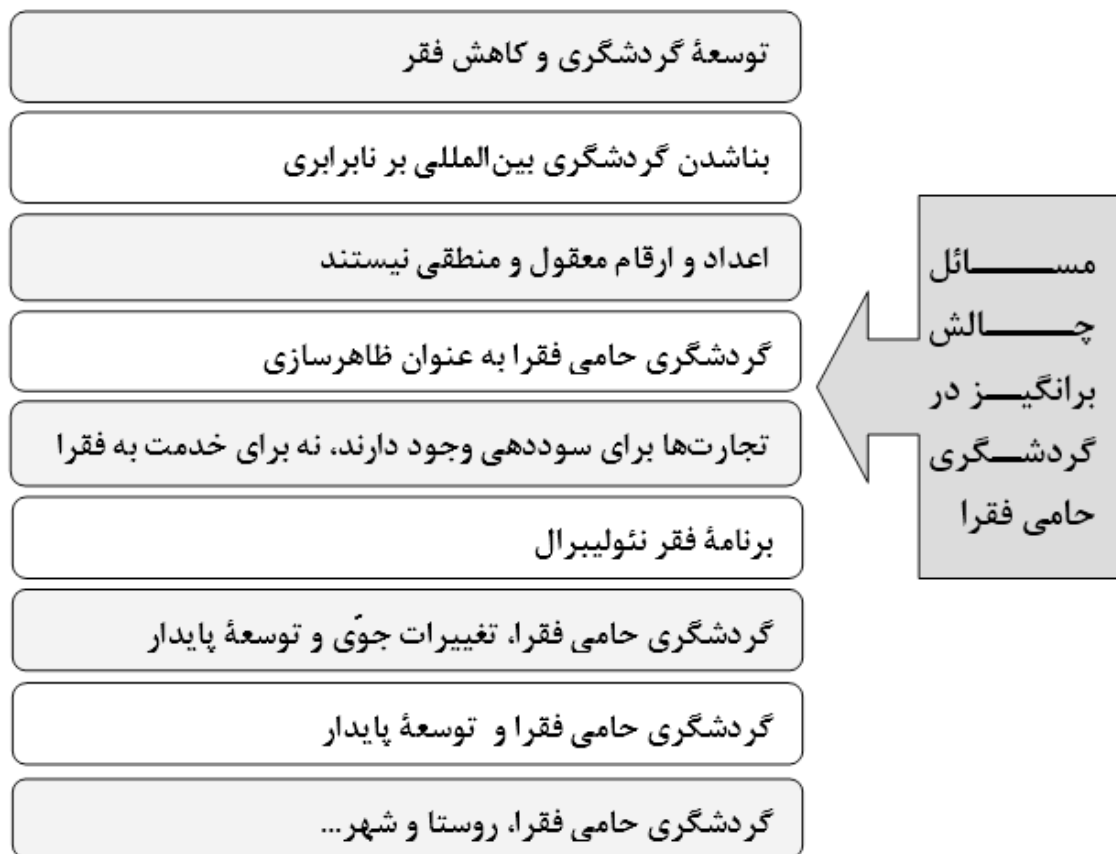 مسائل
چالش
برانگیز در
گردشگری
حامی فقرا
توسعهٔ گردشگری و کاهش فقر
بناشدن گردشگری بین‌المللی بر نابرابری
اعداد و ارقام معقول و منطقی نیستند
گردشگری حامی فقرا به عنوان ظاهرسازی
تجارت‌ها برای سوددهی وجود دارند، نه برای خدمت به فقرا
برنامهٔ فقر نئولیبرال
گردشگری حامی فقرا، تغییرات جوّی و توسعهٔ پایدار
گردشگری حامی فقرا و توسعهٔ پایدار
گردشگری حامی فقرا، روستا و شهر...